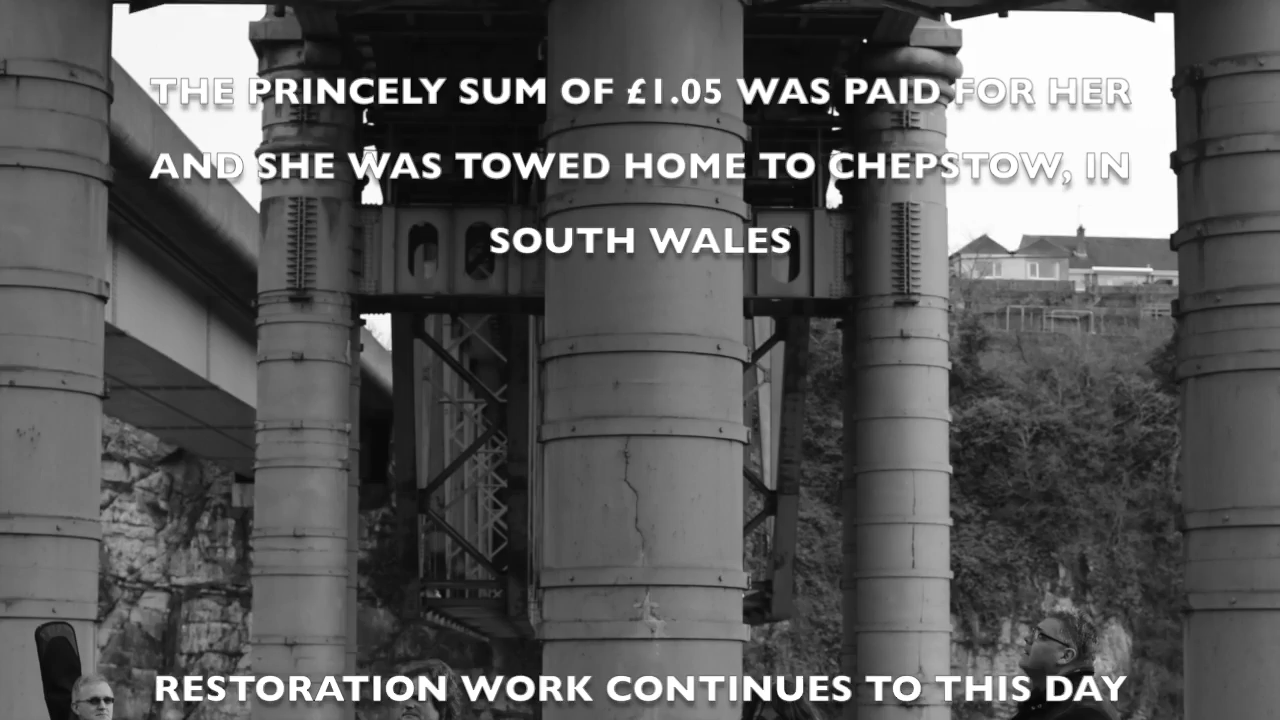 THE PRINCELY SUM OF £1.05 WAS PAID FOR HER
AND SHE WAS TOWED HOME TO CHEPSTOW, IN
SOUTH WALES
RESTORATION WORK CONTINUES TO THIS DAY